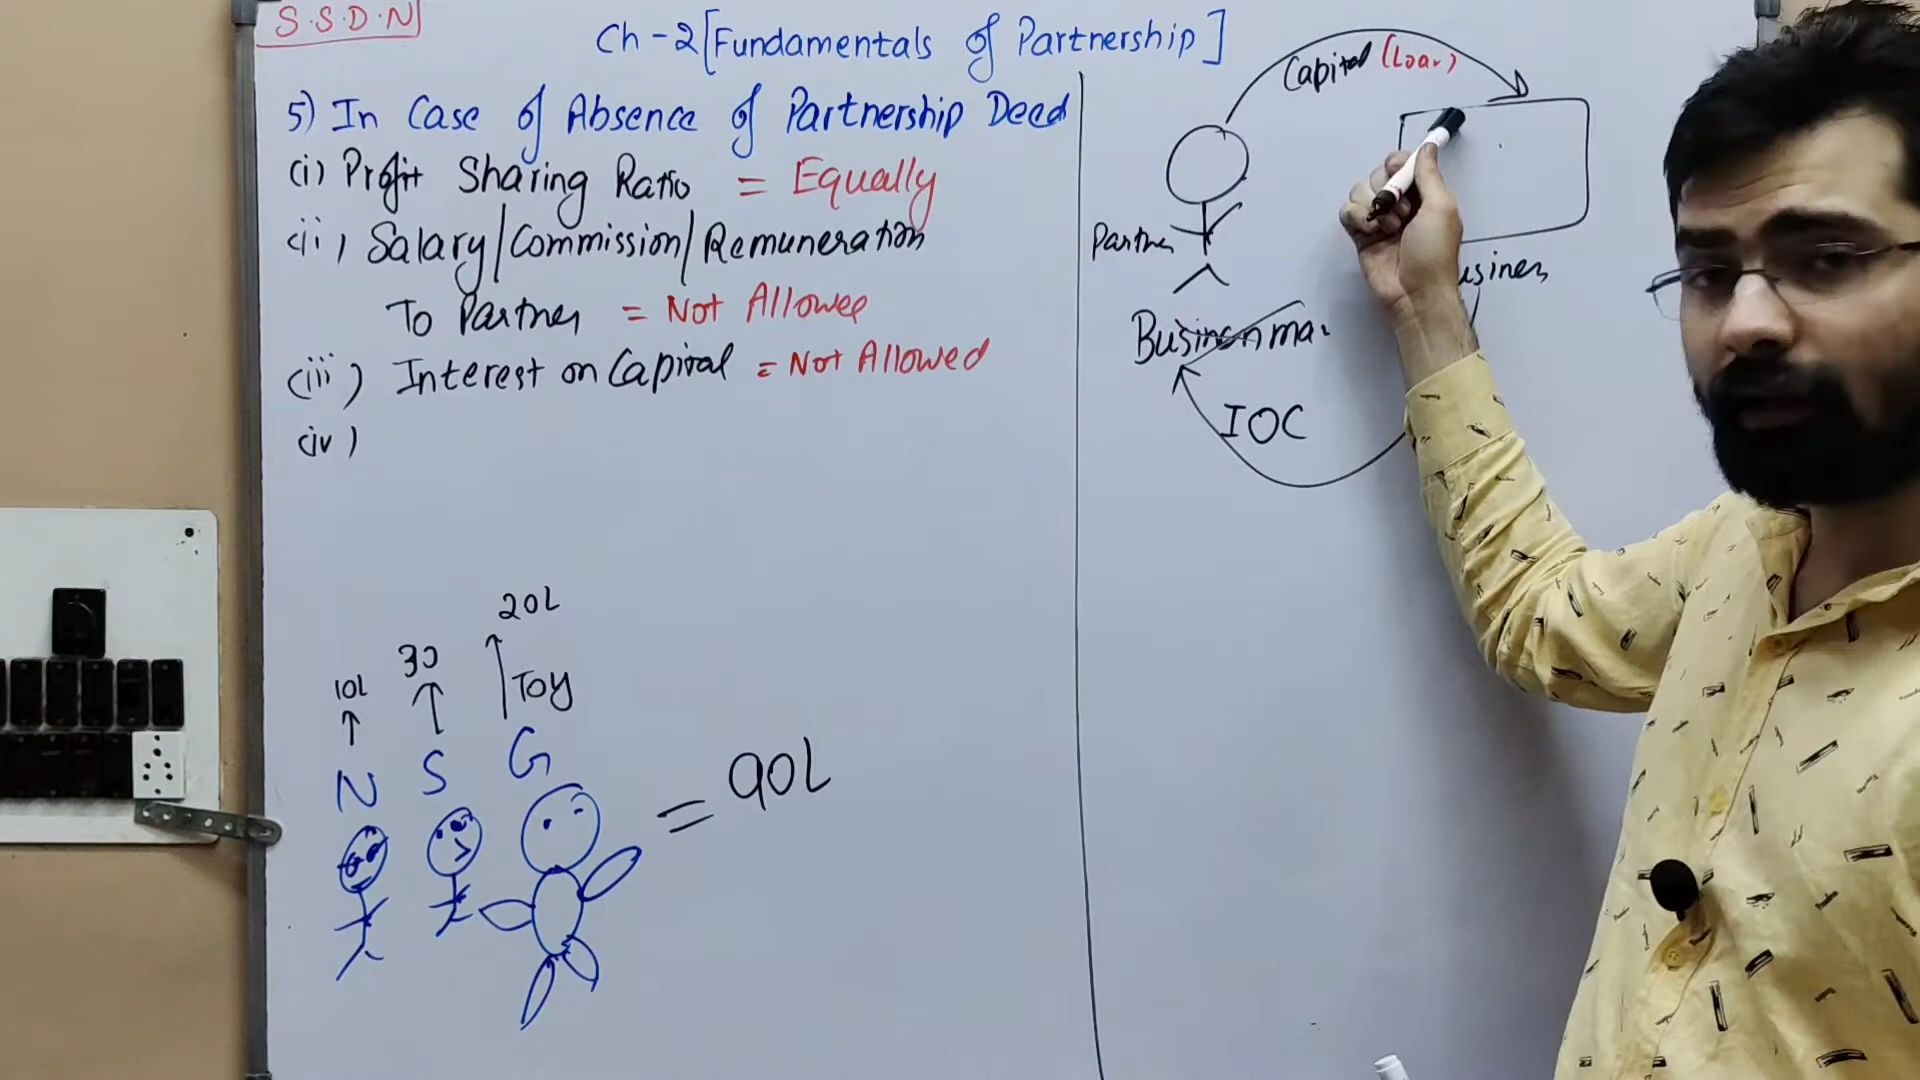 S.S.D.N
Ch-2 [Fundamentals of Partnership]
5) In Case of Absence of Partnership Deed
(i) Profit Sharing Ratio = Equally
(ii) Salary/Commission/Remuneration
To Partner = Not Allowed
(iii) Interest on Capital = Not Allowed
(iv)
20L
30
10L
Toy
N S G
= 90L
Capital (Loan)
Partner
usiness
Businessman
IOC